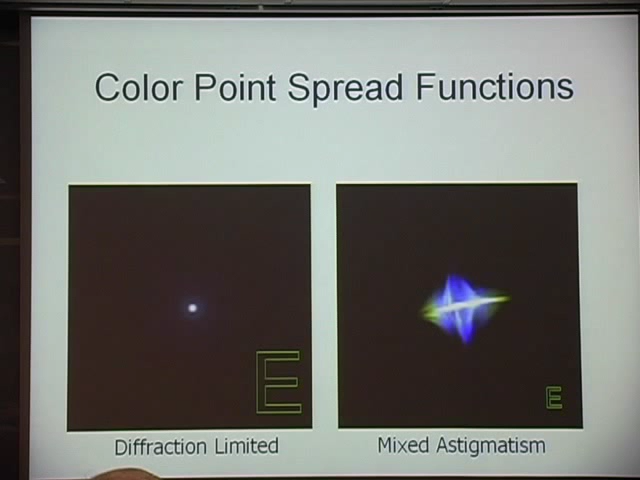 Color Point Spread Functions
E
E
Diffraction Limited
Mixed Astigmatism